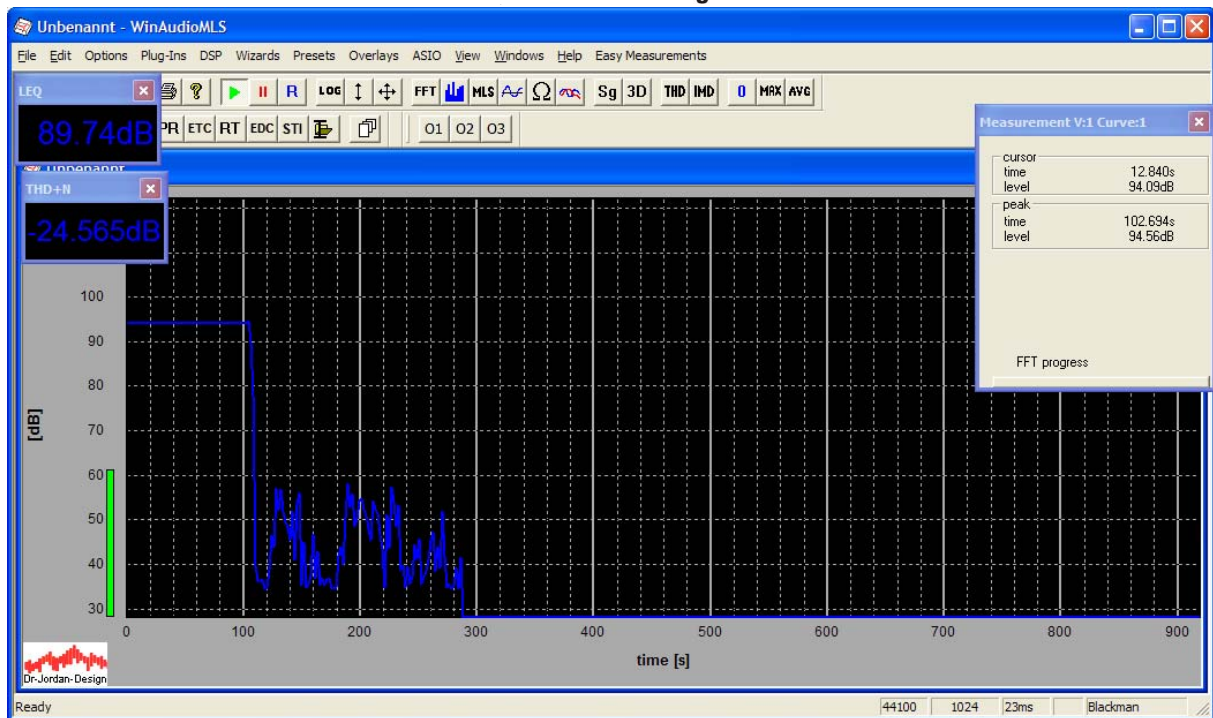 Unbenannt - WinAudioMLS
File Edit Options Plug-Ins DSP Wizards Presets Overlays ASIO View Windows Help Easy Measurements
LEQ
89.74dB
R LOG FFT MLS Ω Sg 3D THD IMD 0 MAX AVG
PR ETC RT EDC STI O1 O2 O3
Unbenannt
THD+N
-24.565dB
Measurement V:1 Curve:1
cursor
time 12.840s
level 94.09dB
peak
time 102.694s
level 94.56dB
FFT progress
[dB]
100
90
80
70
60
50
40
30
0 100 200 300 400 500 600 700 800 900
time [s]
Dr-Jordan-Design
Ready 44100 1024 23ms Blackman